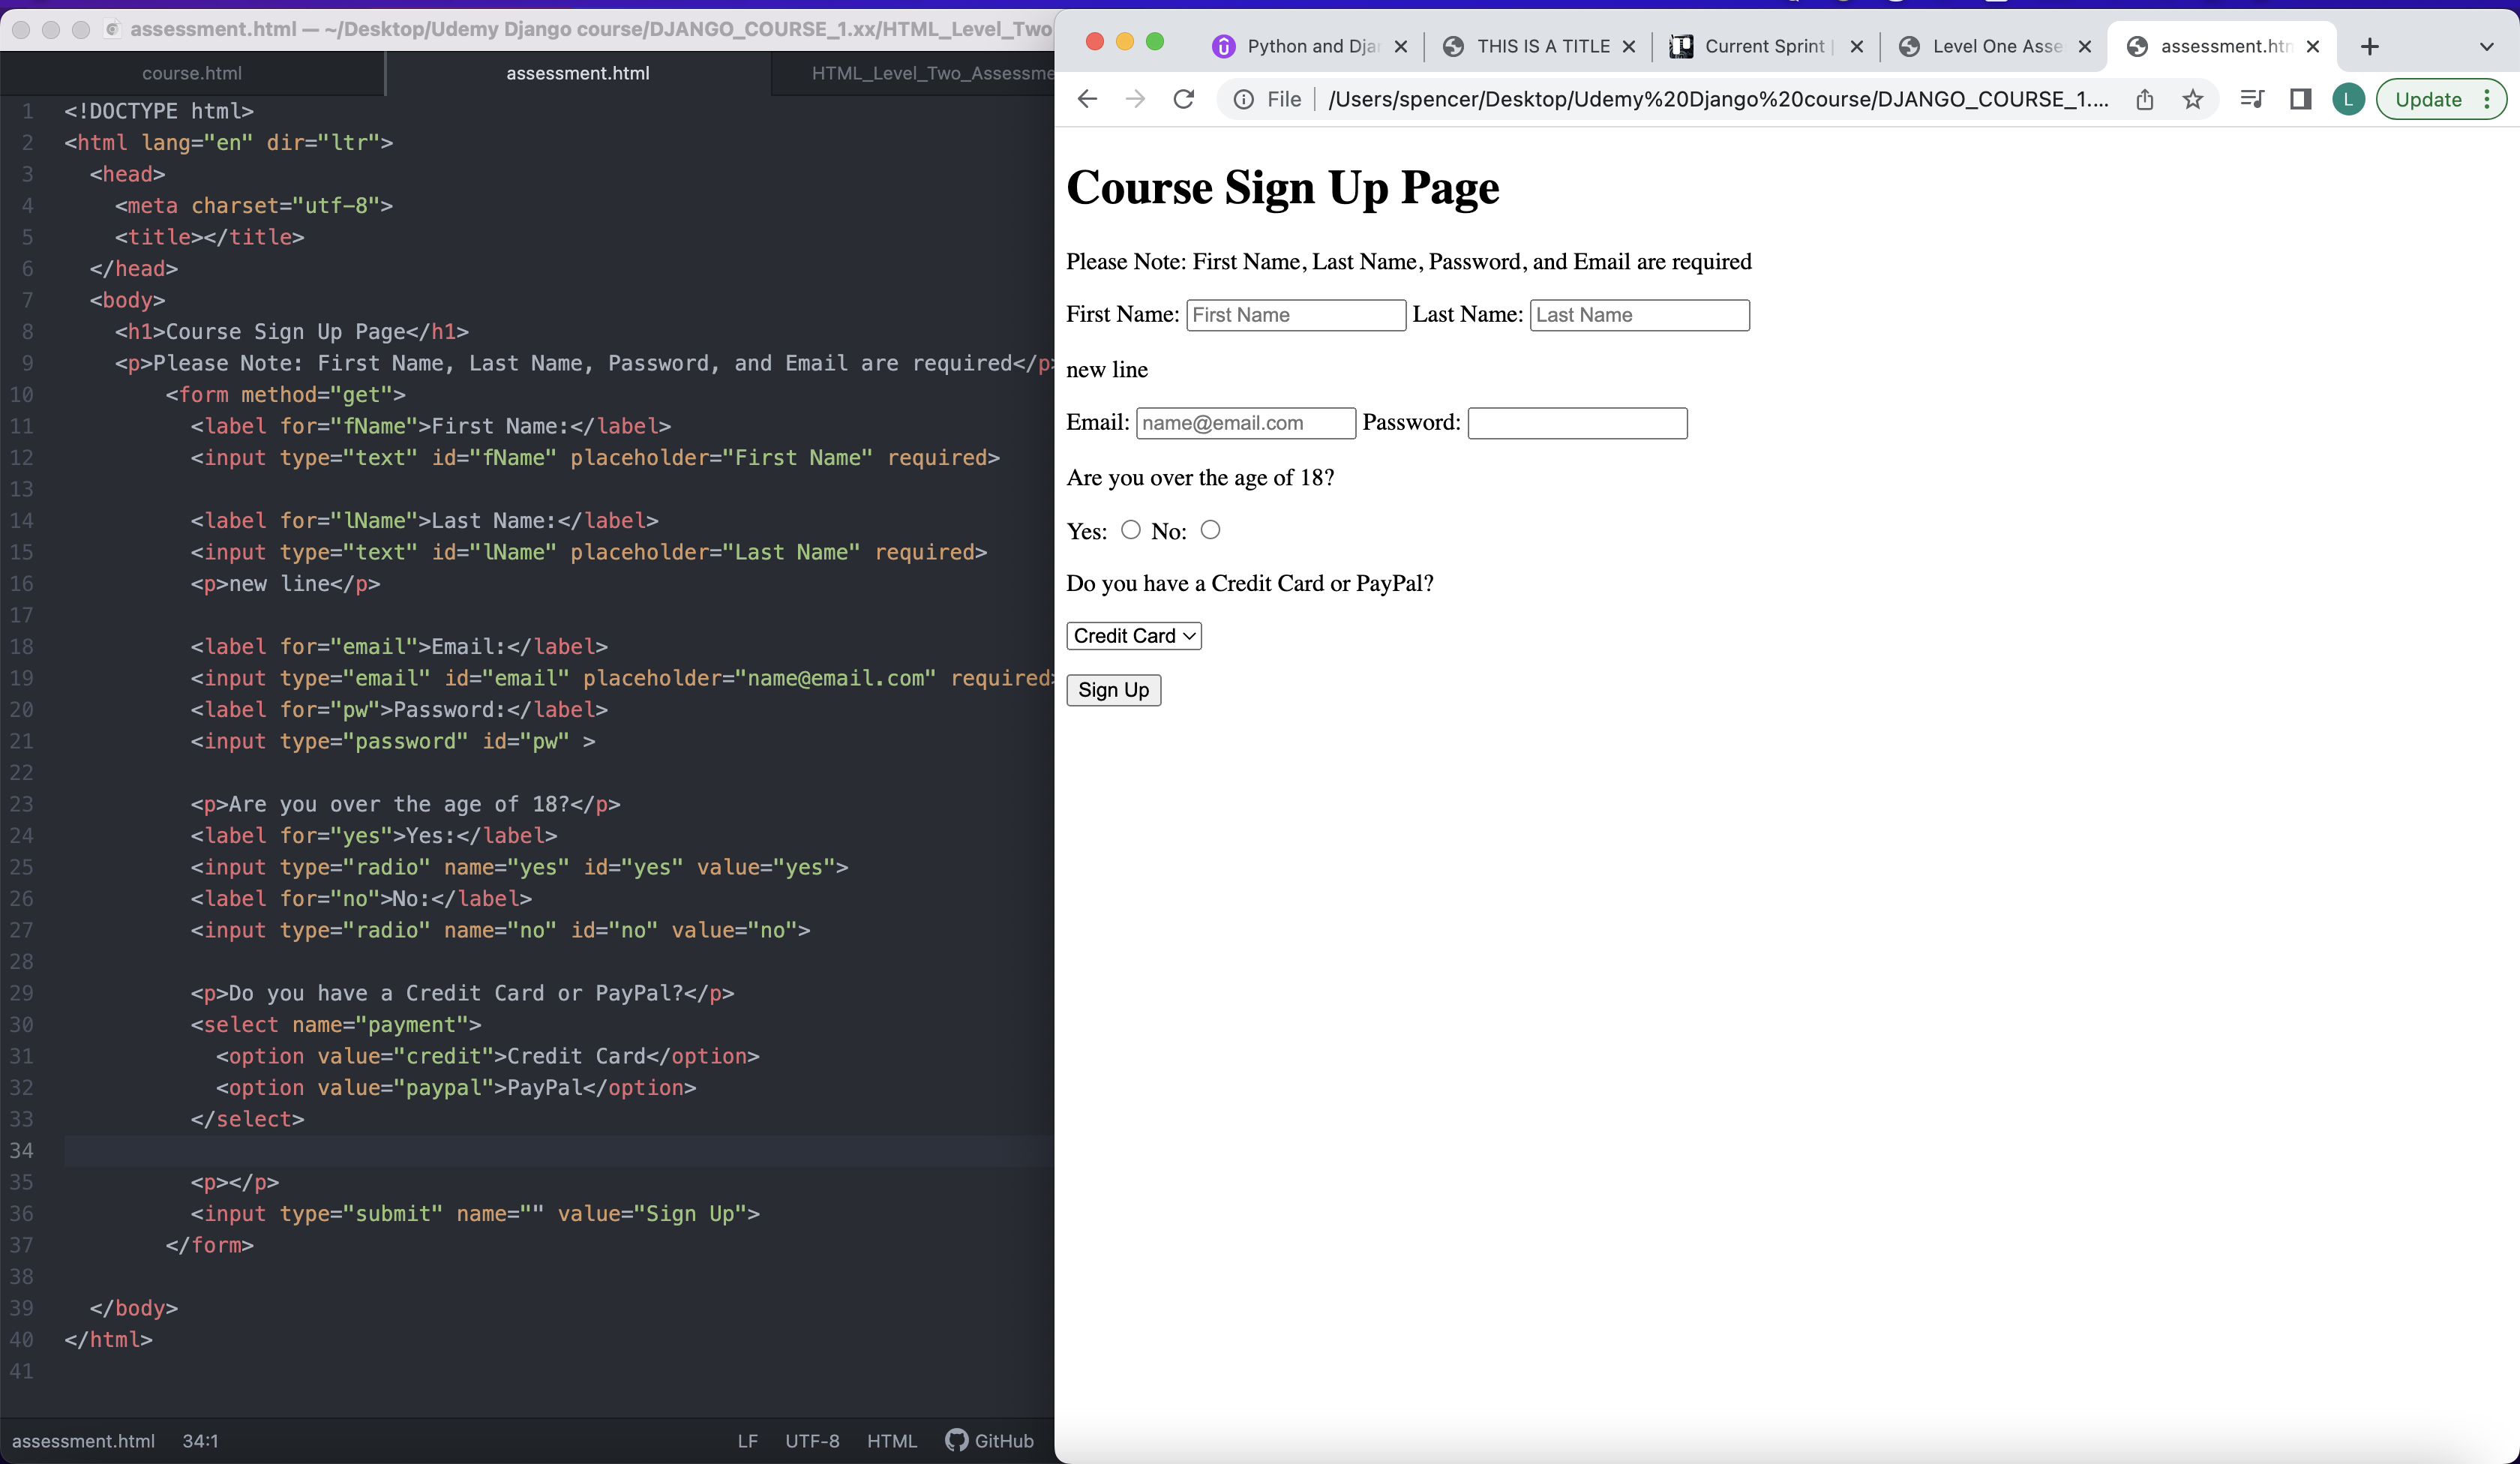 assessment.html — ~/Desktop/Udemy Django course/DJANGO_COURSE_1.xx/HTML_Level_Two
course.html
assessment.html
HTML_Level_Two_Assessme
1 <!DOCTYPE html>
2 <html lang="en" dir="ltr">
3 <head>
4 <meta charset="utf-8">
5 <title></title>
6 </head>
7 <body>
8 <h1>Course Sign Up Page</h1>
9 <p>Please Note: First Name, Last Name, Password, and Email are required</p>
10 <form method="get">
11 <label for="fName">First Name:</label>
12 <input type="text" id="fName" placeholder="First Name" required>
13
14 <label for="lName">Last Name:</label>
15 <input type="text" id="lName" placeholder="Last Name" required>
16 <p>new line</p>
17
18 <label for="email">Email:</label>
19 <input type="email" id="email" placeholder="name@email.com" required>
20 <label for="pw">Password:</label>
21 <input type="password" id="pw" >
22
23 <p>Are you over the age of 18?</p>
24 <label for="yes">Yes:</label>
25 <input type="radio" name="yes" id="yes" value="yes">
26 <label for="no">No:</label>
27 <input type="radio" name="no" id="no" value="no">
28
29 <p>Do you have a Credit Card or PayPal?</p>
30 <select name="payment">
31 <option value="credit">Credit Card</option>
32 <option value="paypal">PayPal</option>
33 </select>
34
35 <p></p>
36 <input type="submit" name="" value="Sign Up">
37 </form>
38
39 </body>
40 </html>
41
assessment.html 34:1 LF UTF-8 HTML GitHub
Python and Djan
THIS IS A TITLE
Current Sprint |
Level One Asse
assessment.htm
File /Users/spencer/Desktop/Udemy%20Django%20course/DJANGO_COURSE_1.... L Update
Course Sign Up Page
Please Note: First Name, Last Name, Password, and Email are required
First Name: First Name Last Name: Last Name
new line
Email: name@email.com Password:
Are you over the age of 18?
Yes: No:
Do you have a Credit Card or PayPal?
Credit Card
Sign Up